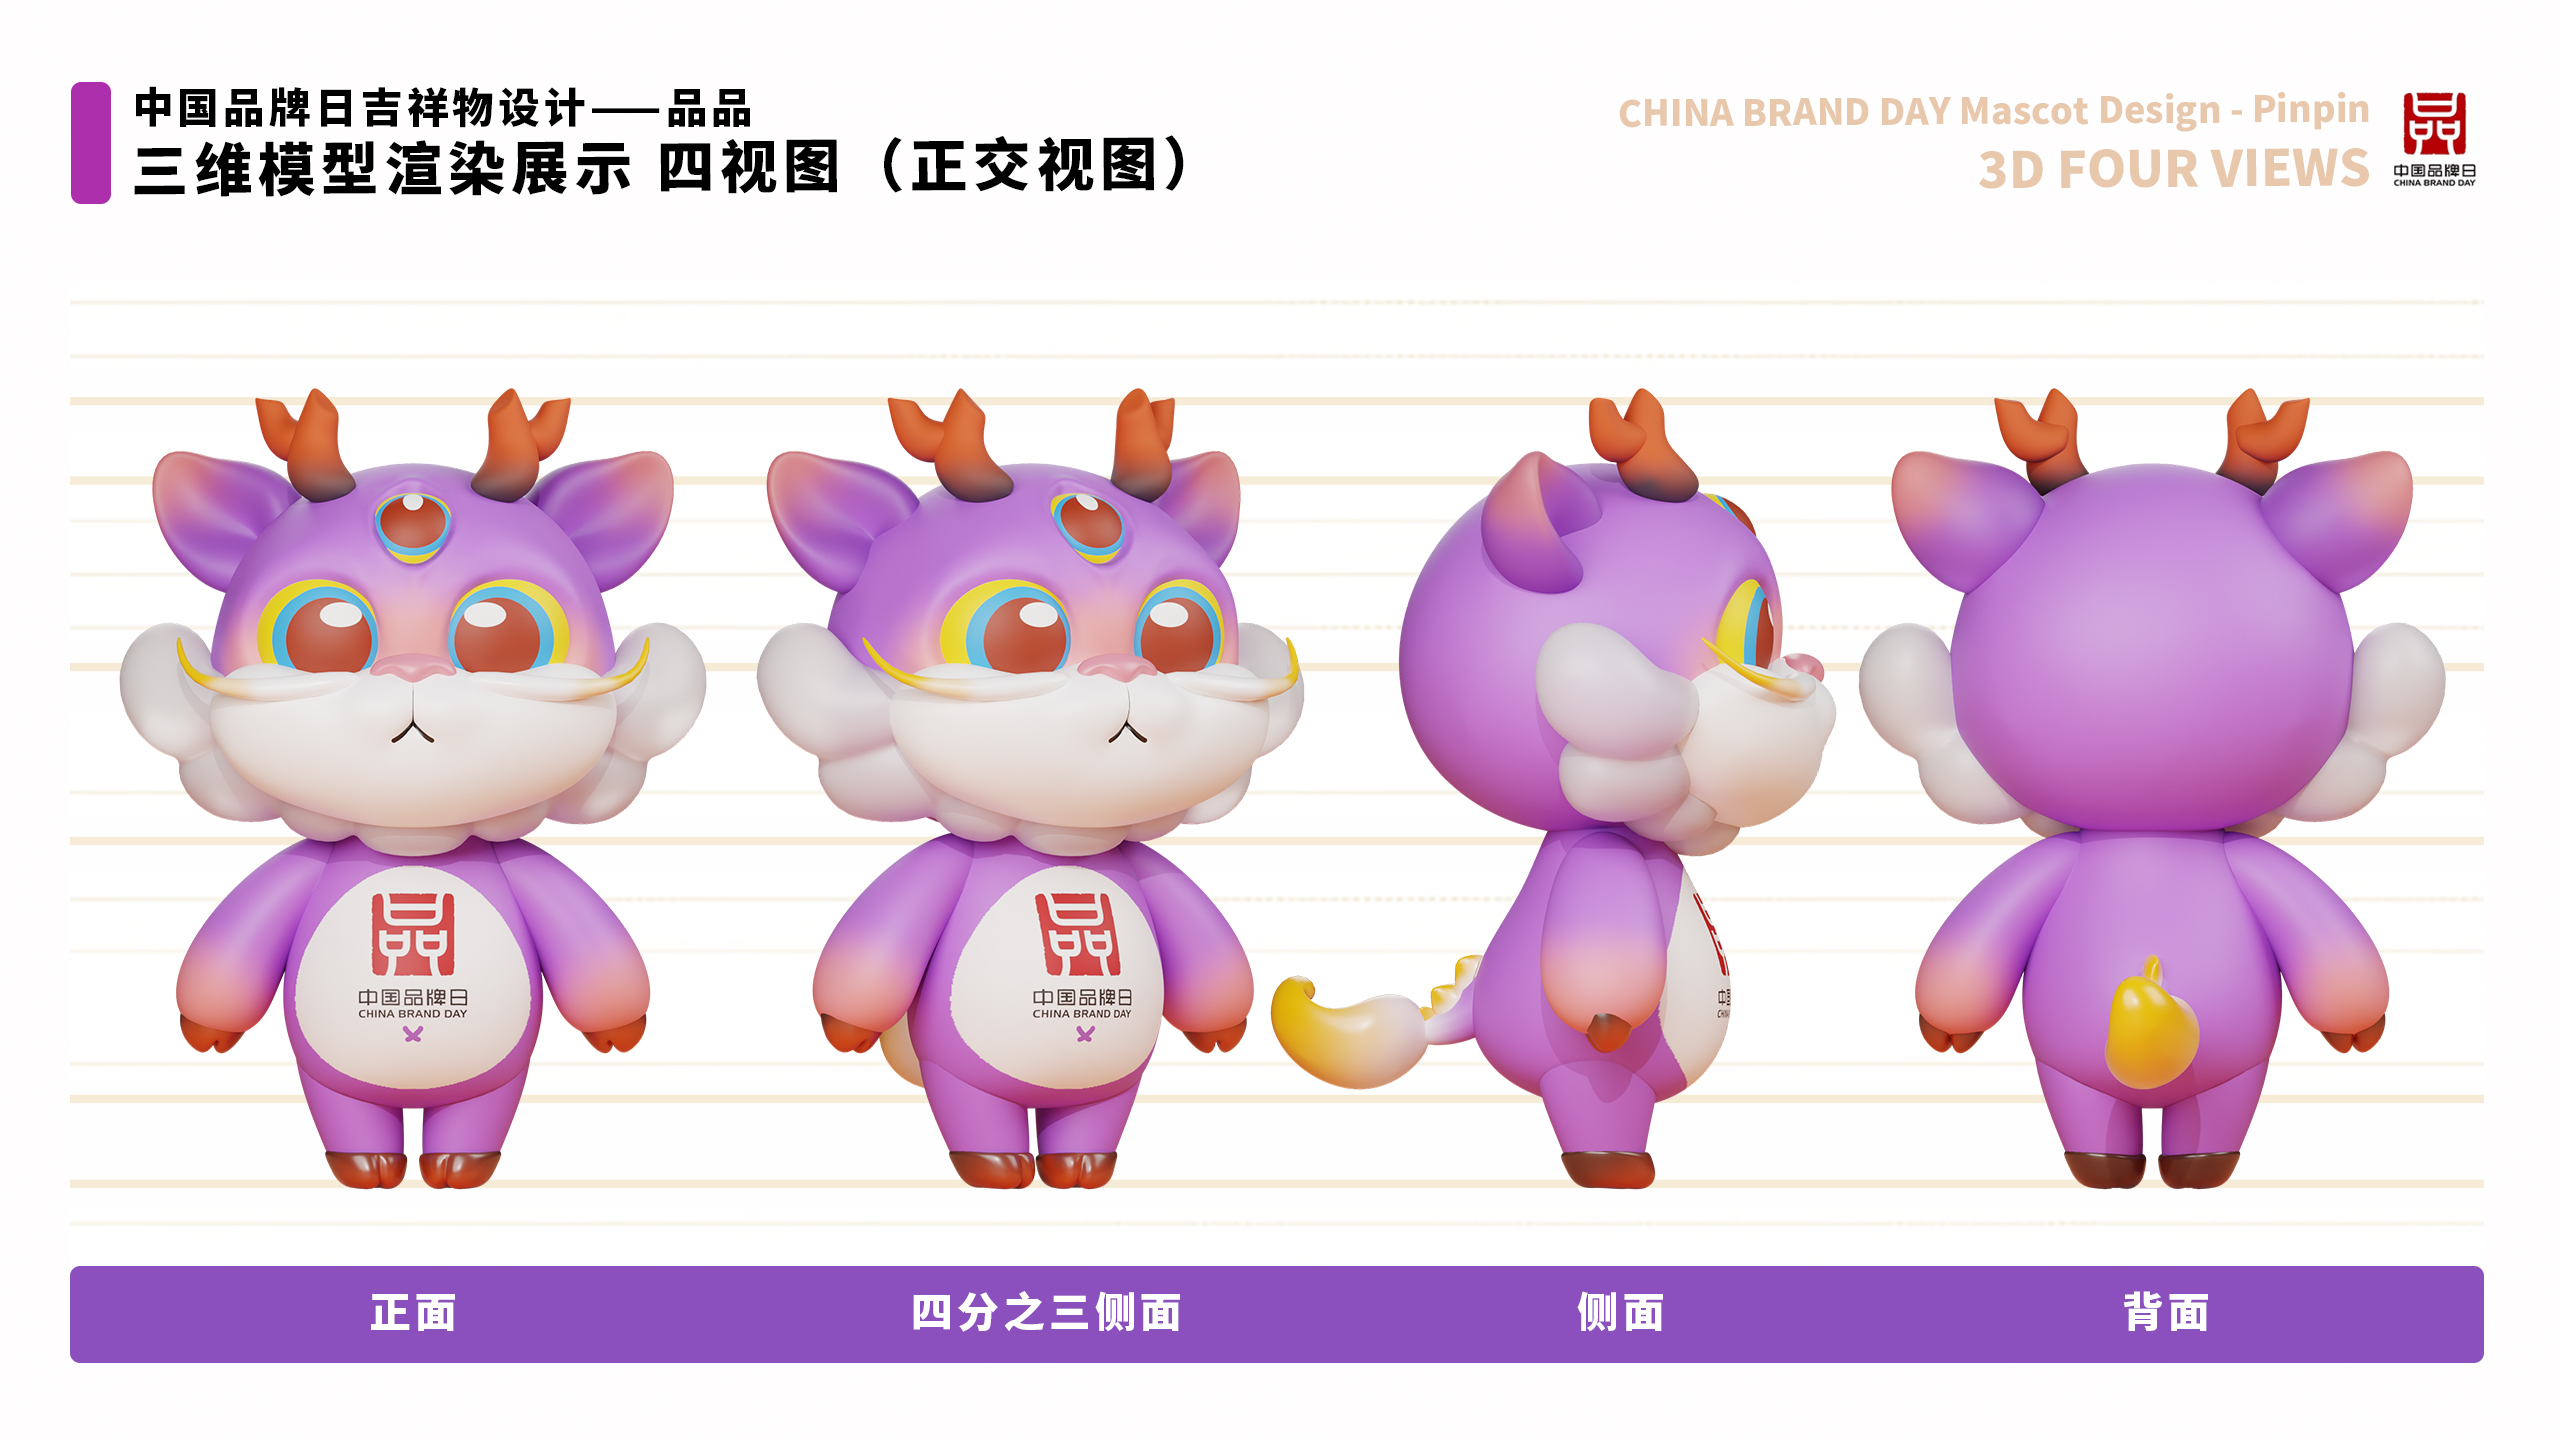 中国品牌日吉祥物设计——品品
三维模型渲染展示 四视图（正交视图）
CHINA BRAND DAY Mascot Design - Pinpin
3D FOUR VIEWS
品
中国品牌日
CHINA BRAND DAY
品
中国品牌日
CHINA BRAND DAY
品
中国品牌日
CHINA BRAND DAY
正面
四分之三侧面
侧面
背面